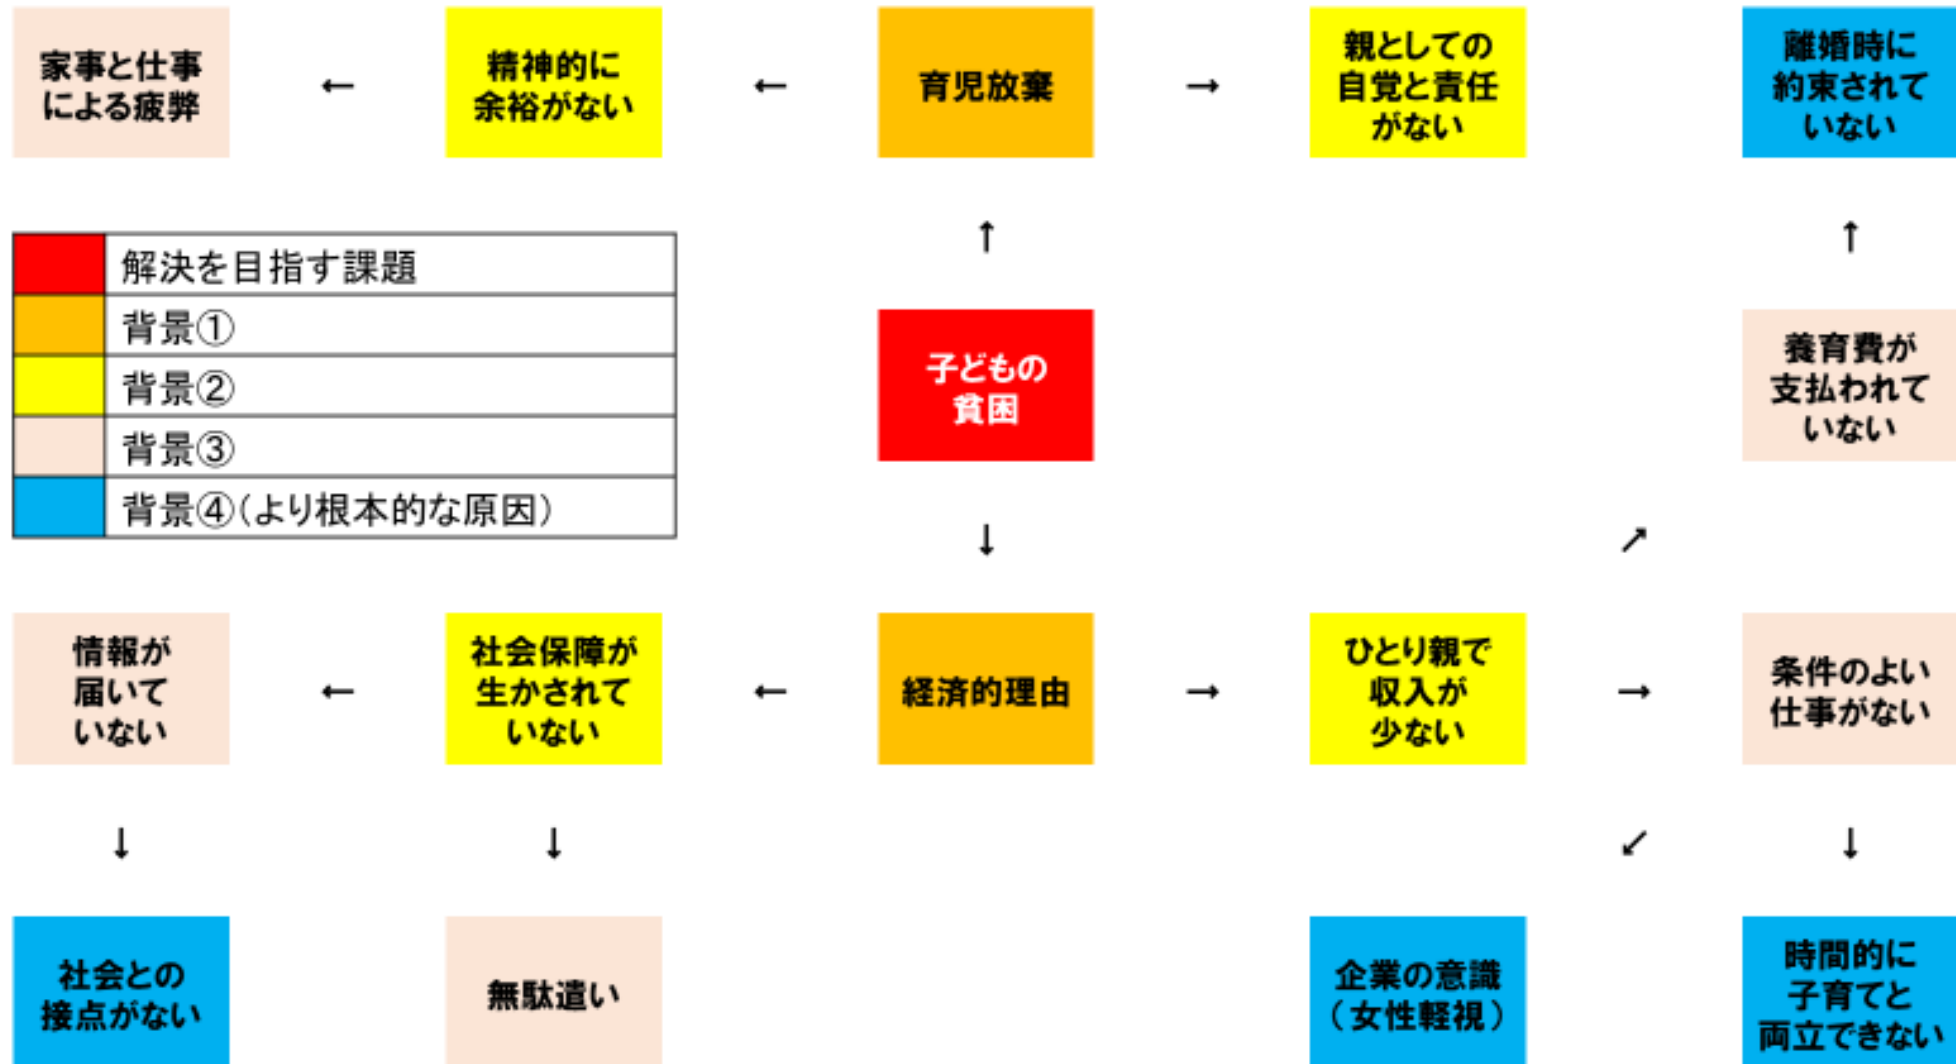 家事と仕事
による疲弊
←
精神的に
余裕がない
←
育児放棄
→
親としての
自覚と責任
がない
離婚時に
約束されて
いない
↑
↑
解決を目指す課題
背景①
背景②
背景③
背景④(より根本的な原因)
子どもの
貧困
養育費が
支払われて
いない
↓
↗
情報が
届いて
いない
←
社会保障が
生かされて
いない
←
経済的理由
→
ひとり親で
収入が
少ない
→
条件のよい
仕事がない
↓
↓
↙
↓
社会との
接点がない
無駄遣い
企業の意識
(女性軽視)
時間的に
子育てと
両立できない